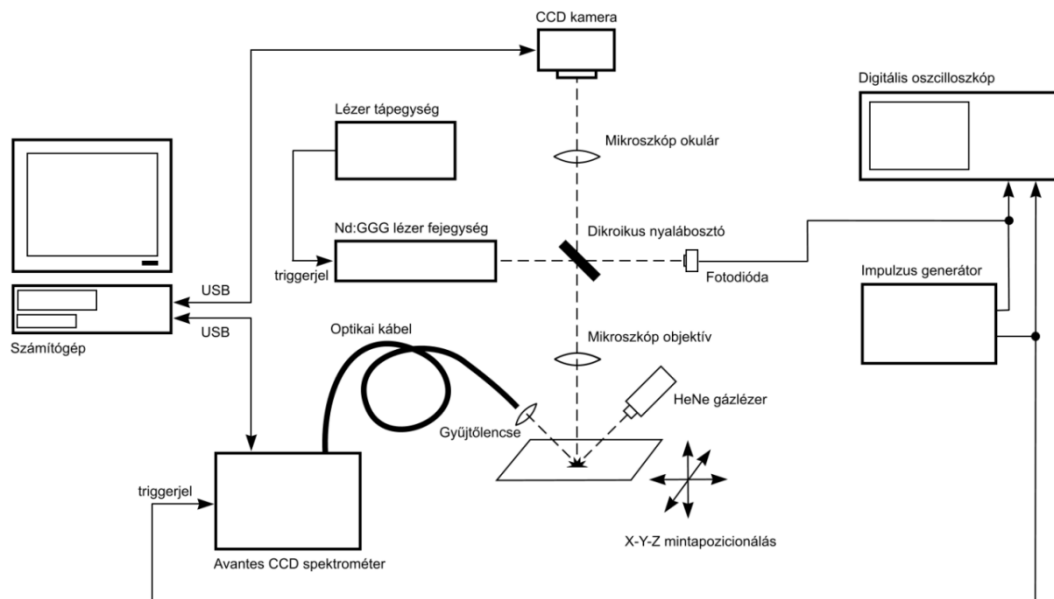 CCD kamera
Digitális oszcilloszkóp
Lézer tápegység
Mikroszkóp okulár
Nd:GGG lézer fejegység
Dikroikus nyalábosztó
triggerjel
Fotodióda
Impulzus generátor
USB
USB
Optikai kábel
Mikroszkóp objektív
Számítógép
HeNe gázlézer
Gyűjtőlencse
triggerjel
X-Y-Z mintapozicionálás
Avantes CCD spektrométer